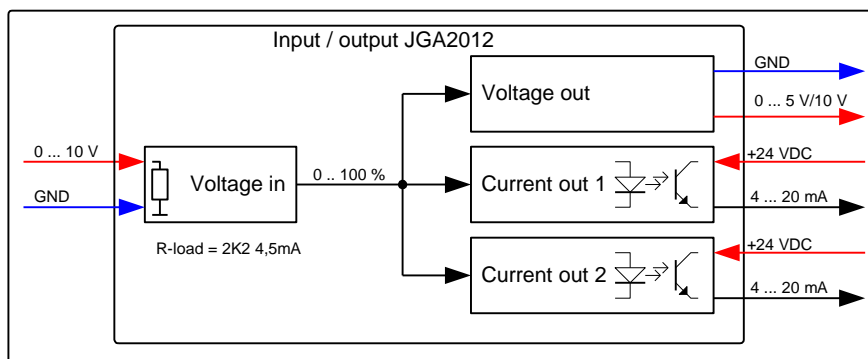 Input / output JGA2012
GND
Voltage out
0 ... 5 V/10 V
0 ... 10 V
Voltage in
0 .. 100 %
GND
R-load = 2K2 4,5mA
Current out 1
+24 VDC
4 ... 20 mA
Current out 2
+24 VDC
4 ... 20 mA